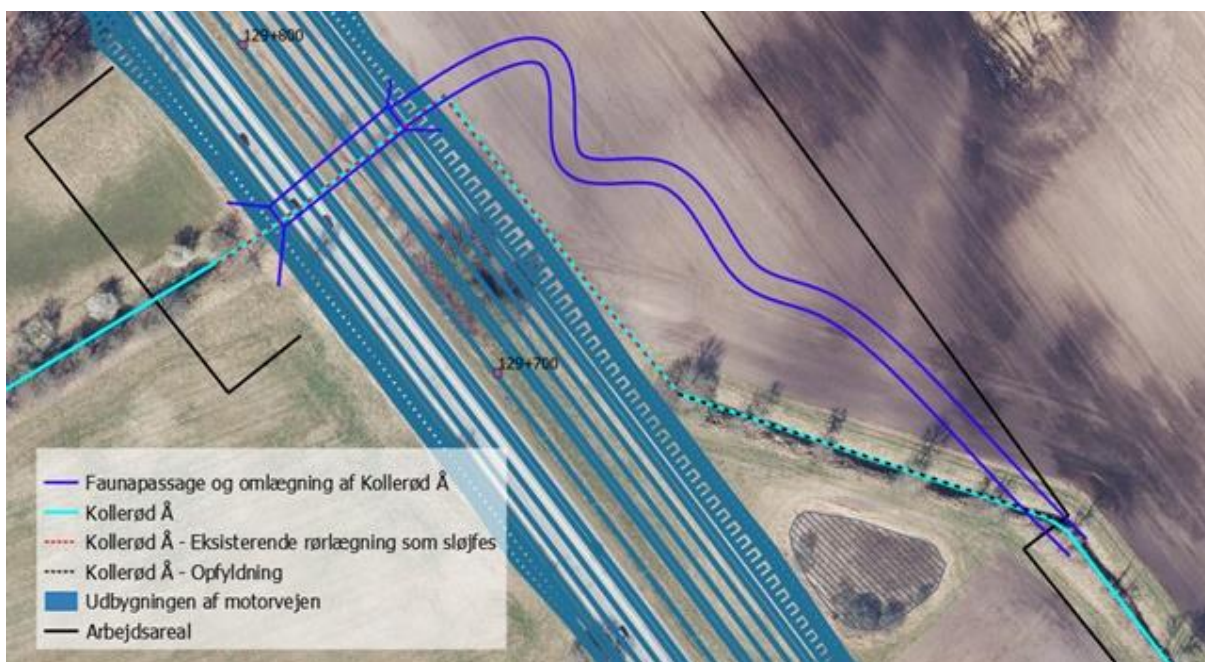 129+800
129+700
Faunapassage og omlægning af Kollerød Å
Kollerød Å
Kollerød Å - Eksisterende rørlægning som sløjfes
Kollerød Å - Opfyldning
Udbygningen af motorvejen
Arbejdsareal